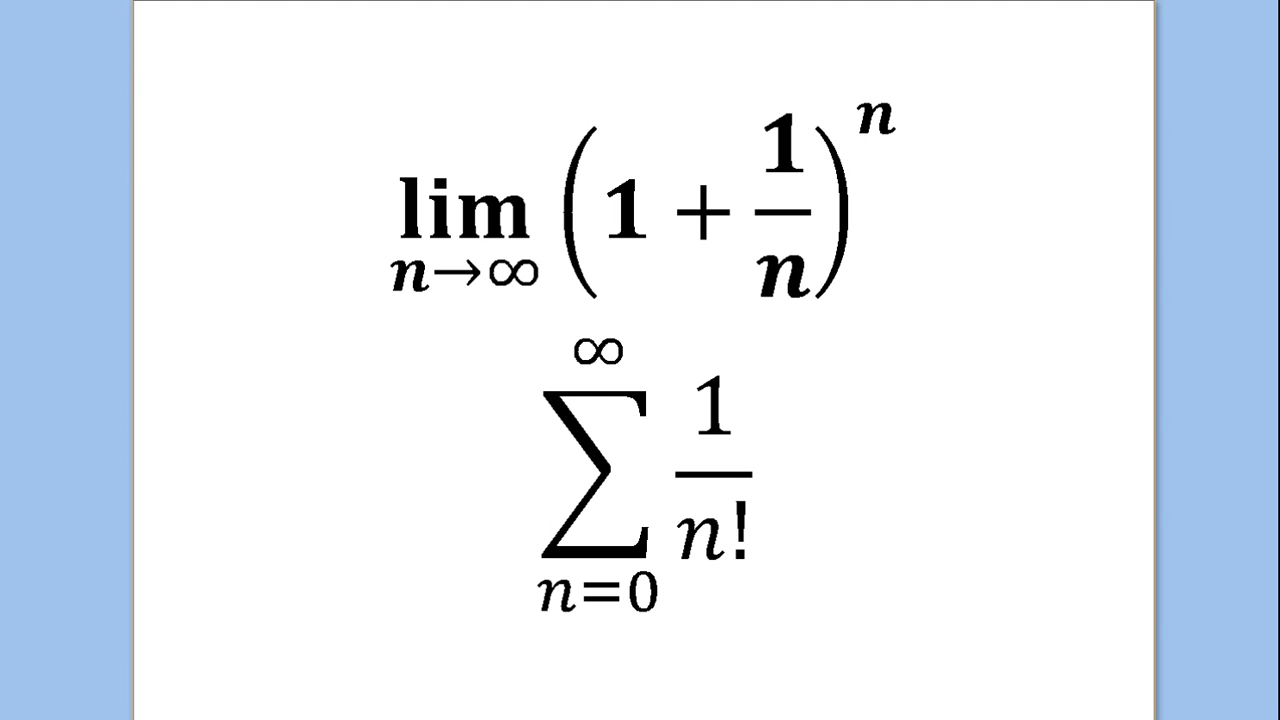 lim_{n→∞} (1 + 1/n)^n
∑_{n=0}^{∞} 1/n!